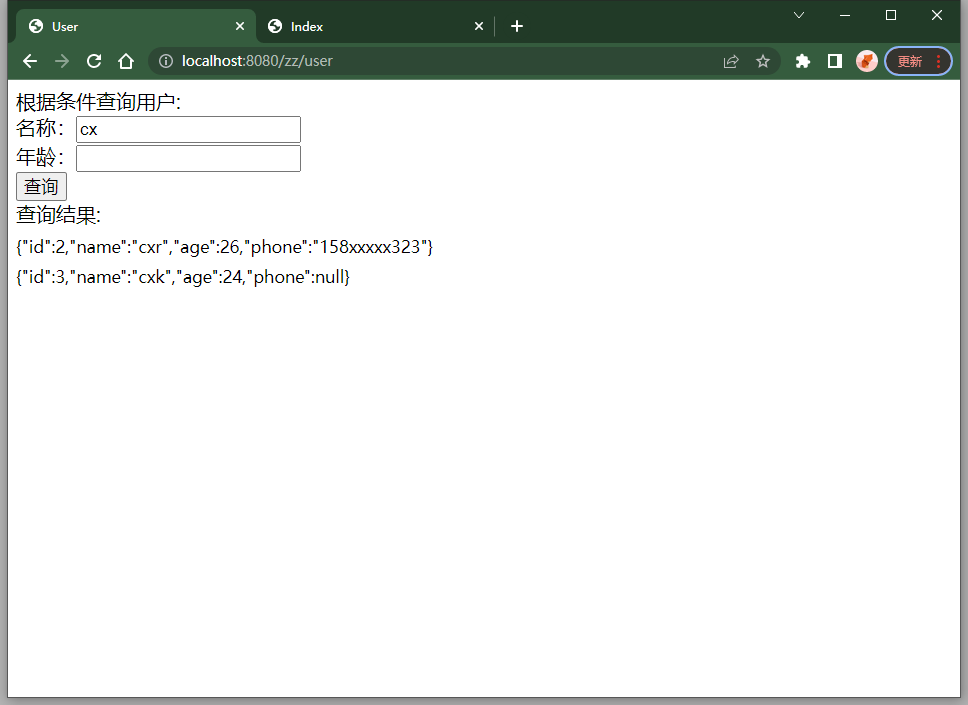 User
Index
localhost:8080/zz/user
更新
根据条件查询用户:
名称： cx
年龄：
查询
查询结果:
{"id":2,"name":"cxr","age":26,"phone":"158xxxxx323"}
{"id":3,"name":"cxk","age":24,"phone":null}